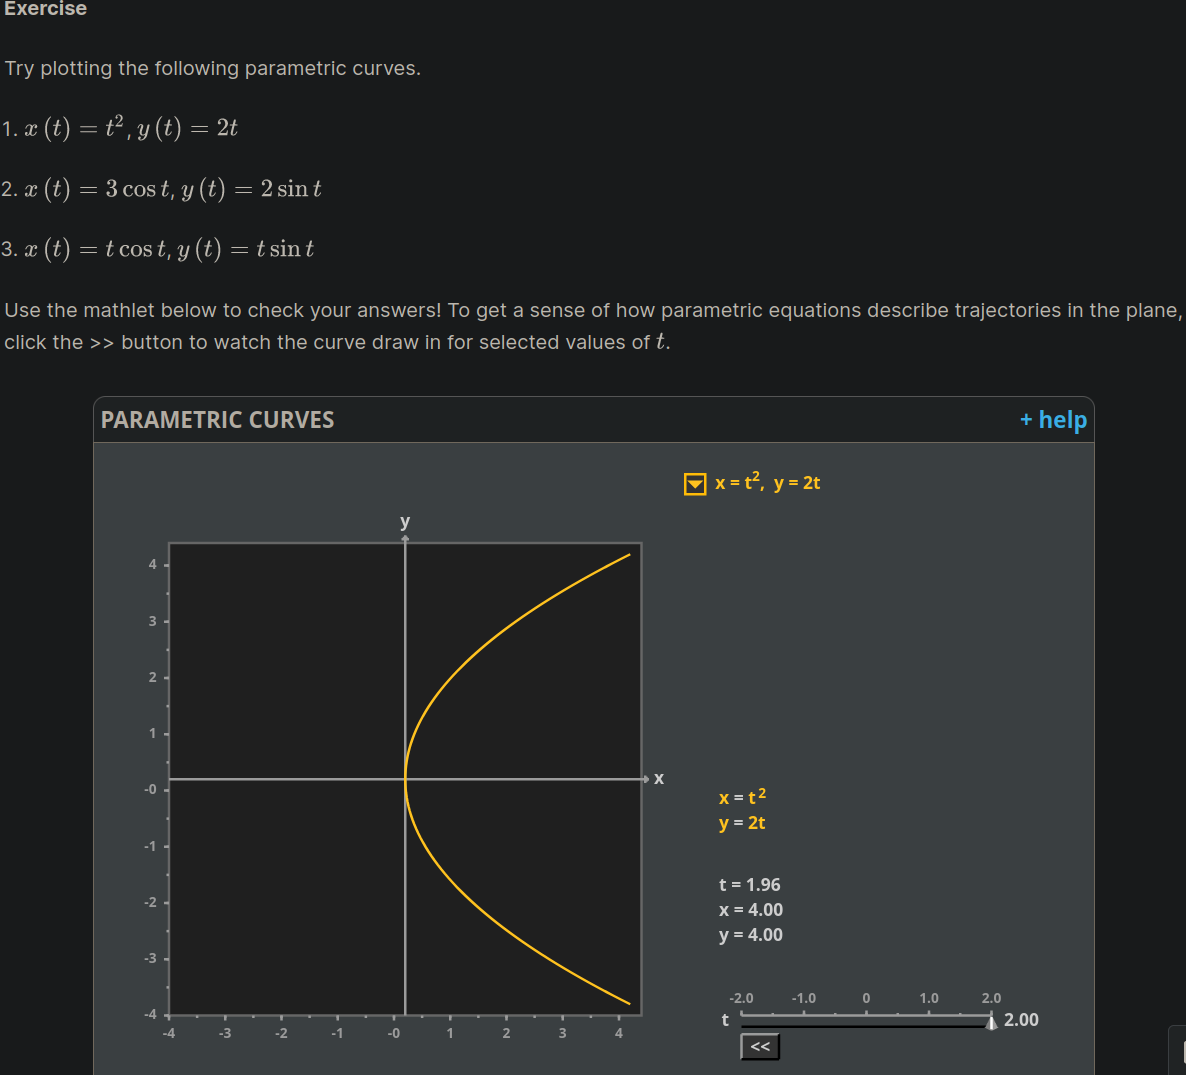 Exercise
Try plotting the following parametric curves.
1. x (t) = t², y (t) = 2t
2. x (t) = 3 cos t, y (t) = 2 sin t
3. x (t) = t cos t, y (t) = t sin t
Use the mathlet below to check your answers! To get a sense of how parametric equations describe trajectories in the plane,
click the >> button to watch the curve draw in for selected values of t.
PARAMETRIC CURVES
+ help
x = t², y = 2t
y
4
3
2
1
-0
-1
-2
-3
-4
x
-4 -3 -2 -1 -0 1 2 3 4
x = t²
y = 2t
t = 1.96
x = 4.00
y = 4.00
-2.0 -1.0 0 1.0 2.0
t 2.00
<<